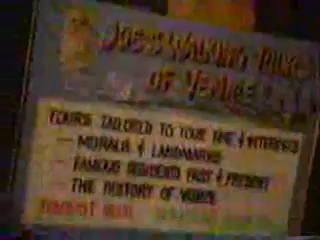 JOE'S WALKING TOURS
OF VENICE
TOURS TAILORED TO YOUR TIME & INTERESTS
- MURALS & LANDMARKS
- FAMOUS RESIDENTS PAST & PRESENT
- THE HISTORY OF VENICE